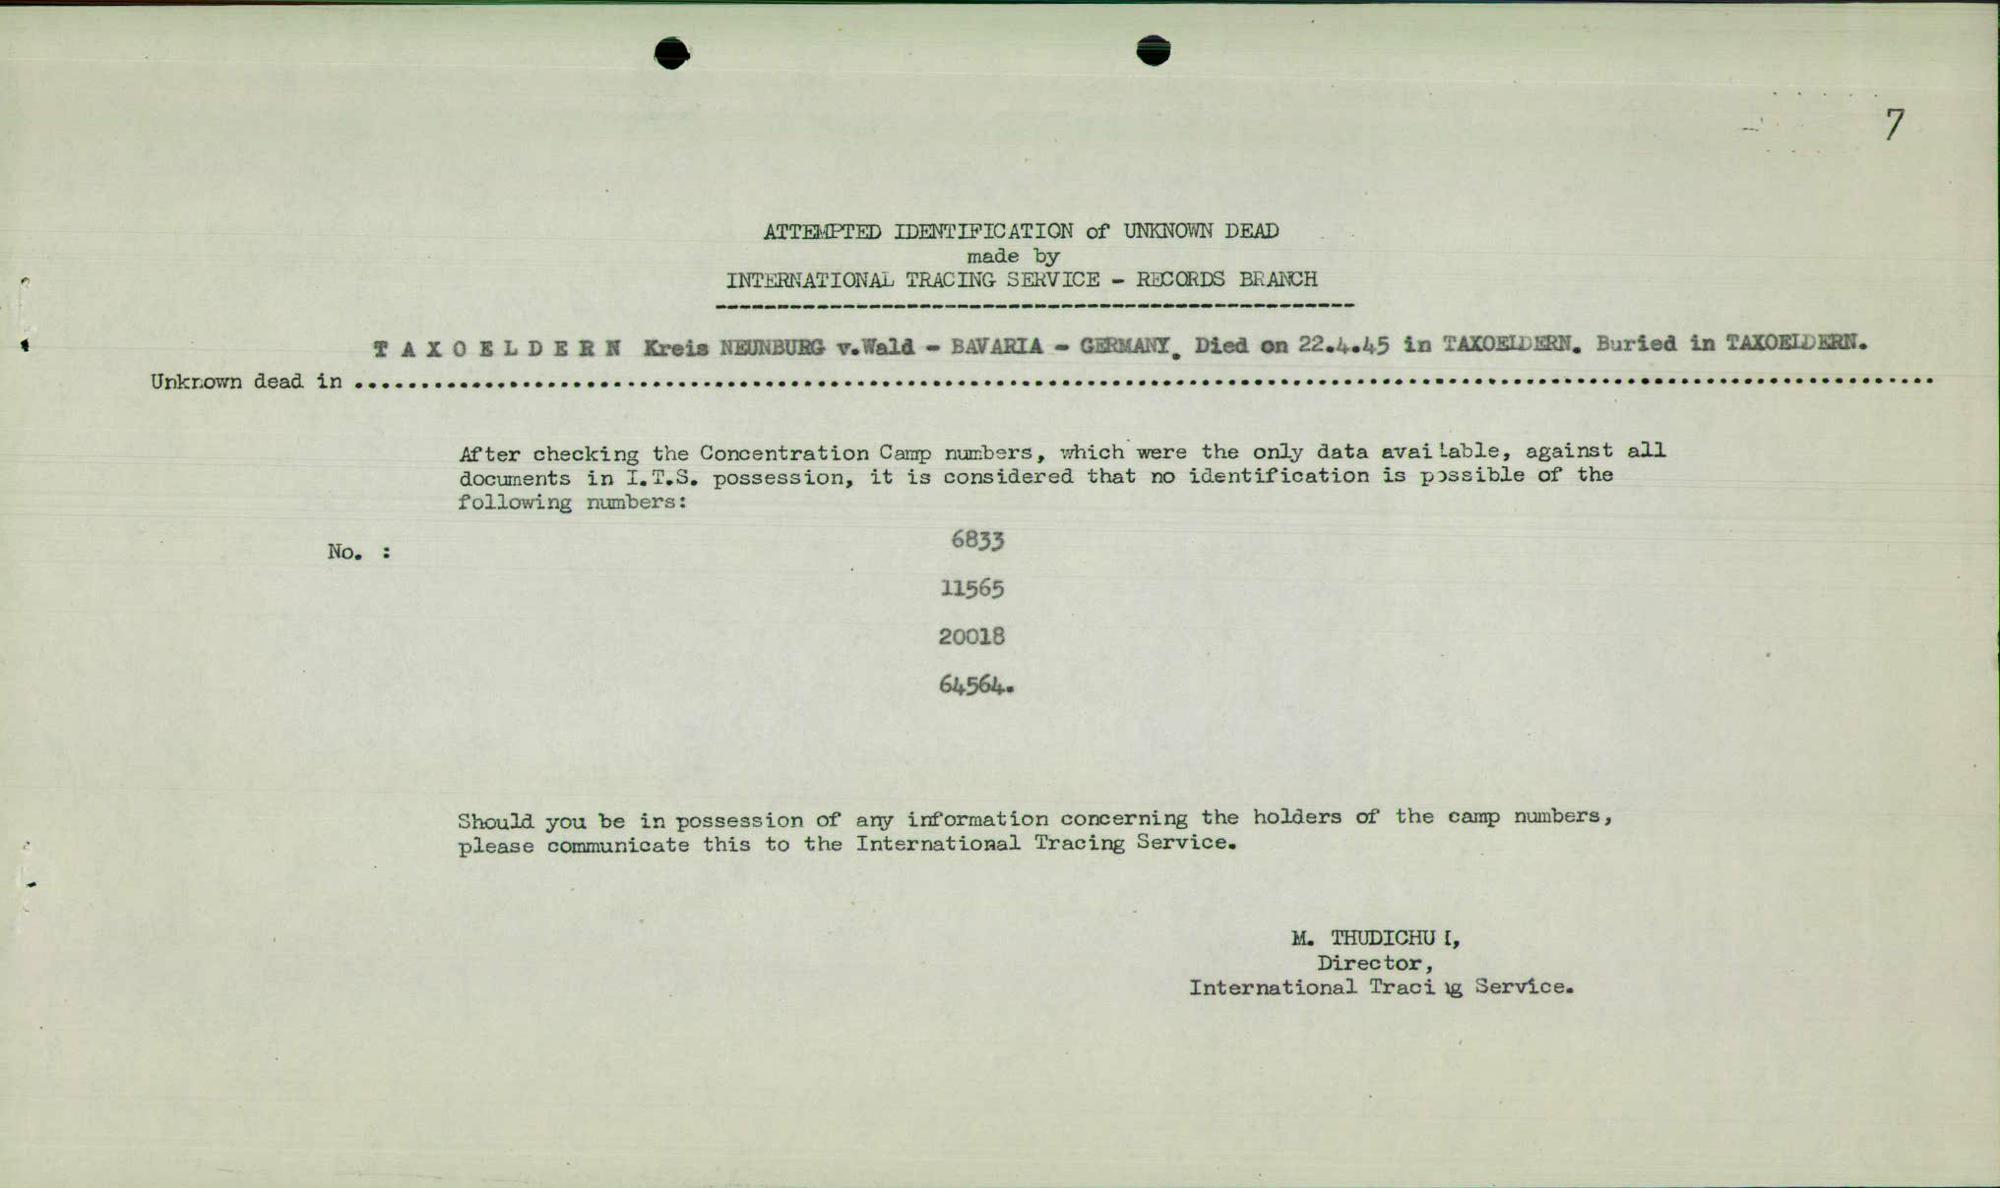 7
ATTEMPTED IDENTIFICATION of UNKNOWN DEAD
made by
INTERNATIONAL TRACING SERVICE - RECORDS BRANCH
T A X O E L D E R N Kreis NEUNBURG v.Wald - BAVARIA - GERMANY. Died on 22.4.45 in TAXOELDERN. Buried in TAXOELDERN.
Unknown dead in ........................................................................................................................
After checking the Concentration Camp numbers, which were the only data available, against all
documents in I.T.S. possession, it is considered that no identification is possible of the
following numbers:
No. : 6833
11565
20018
64564.
Should you be in possession of any information concerning the holders of the camp numbers,
please communicate this to the International Tracing Service.
M. THUDICHUM,
Director,
International Tracing Service.